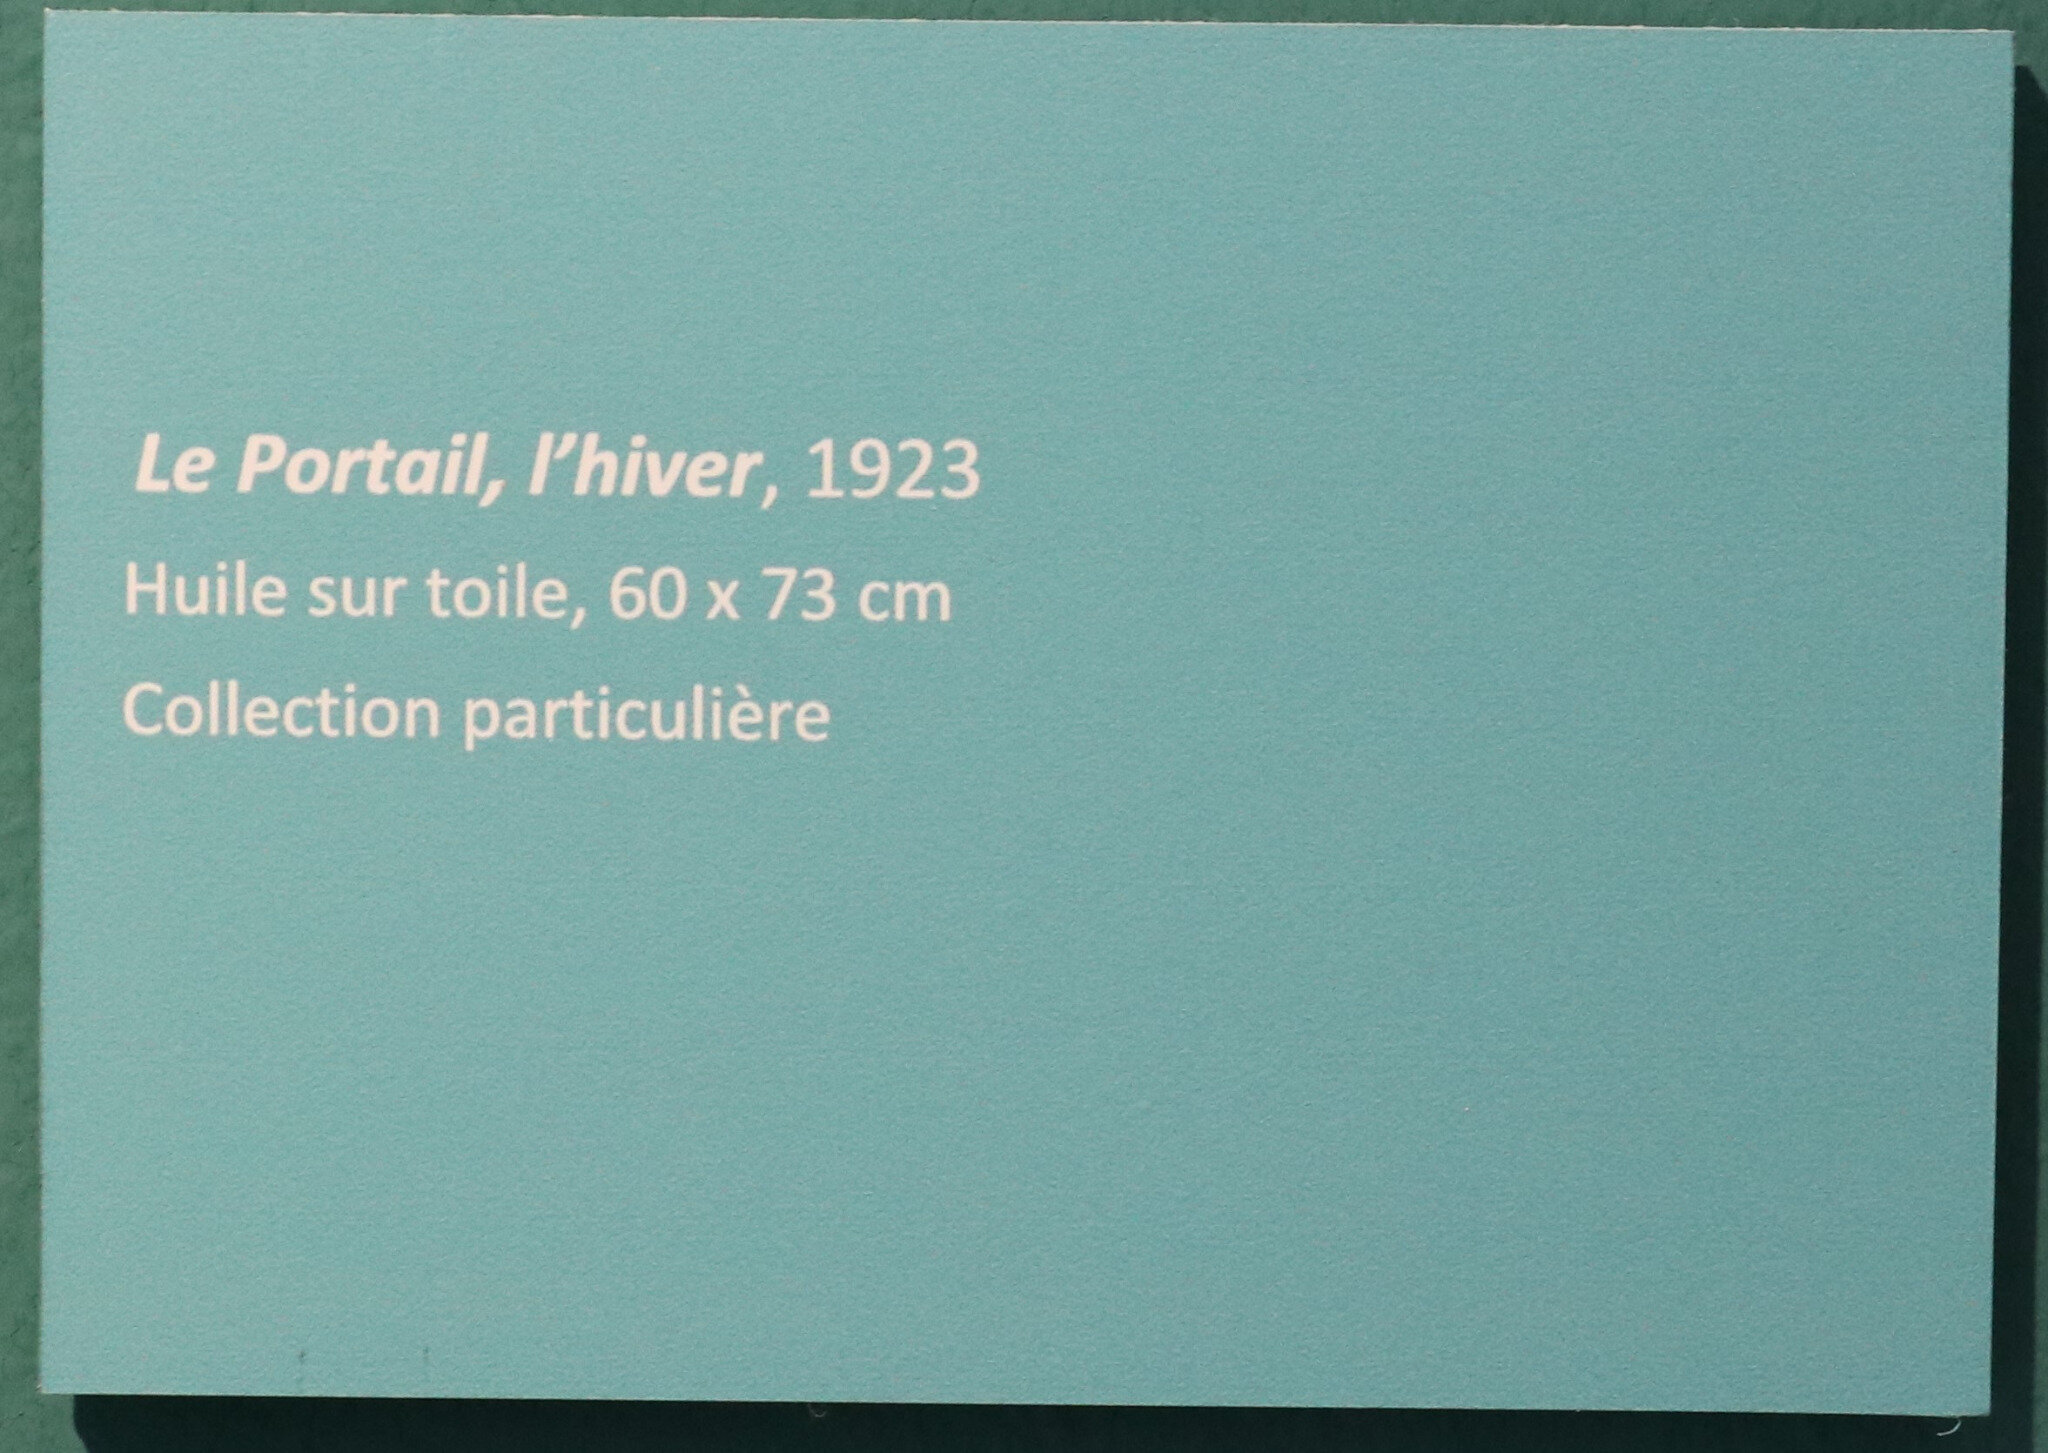 Le Portail, l’hiver, 1923
Huile sur toile, 60 x 73 cm
Collection particulière